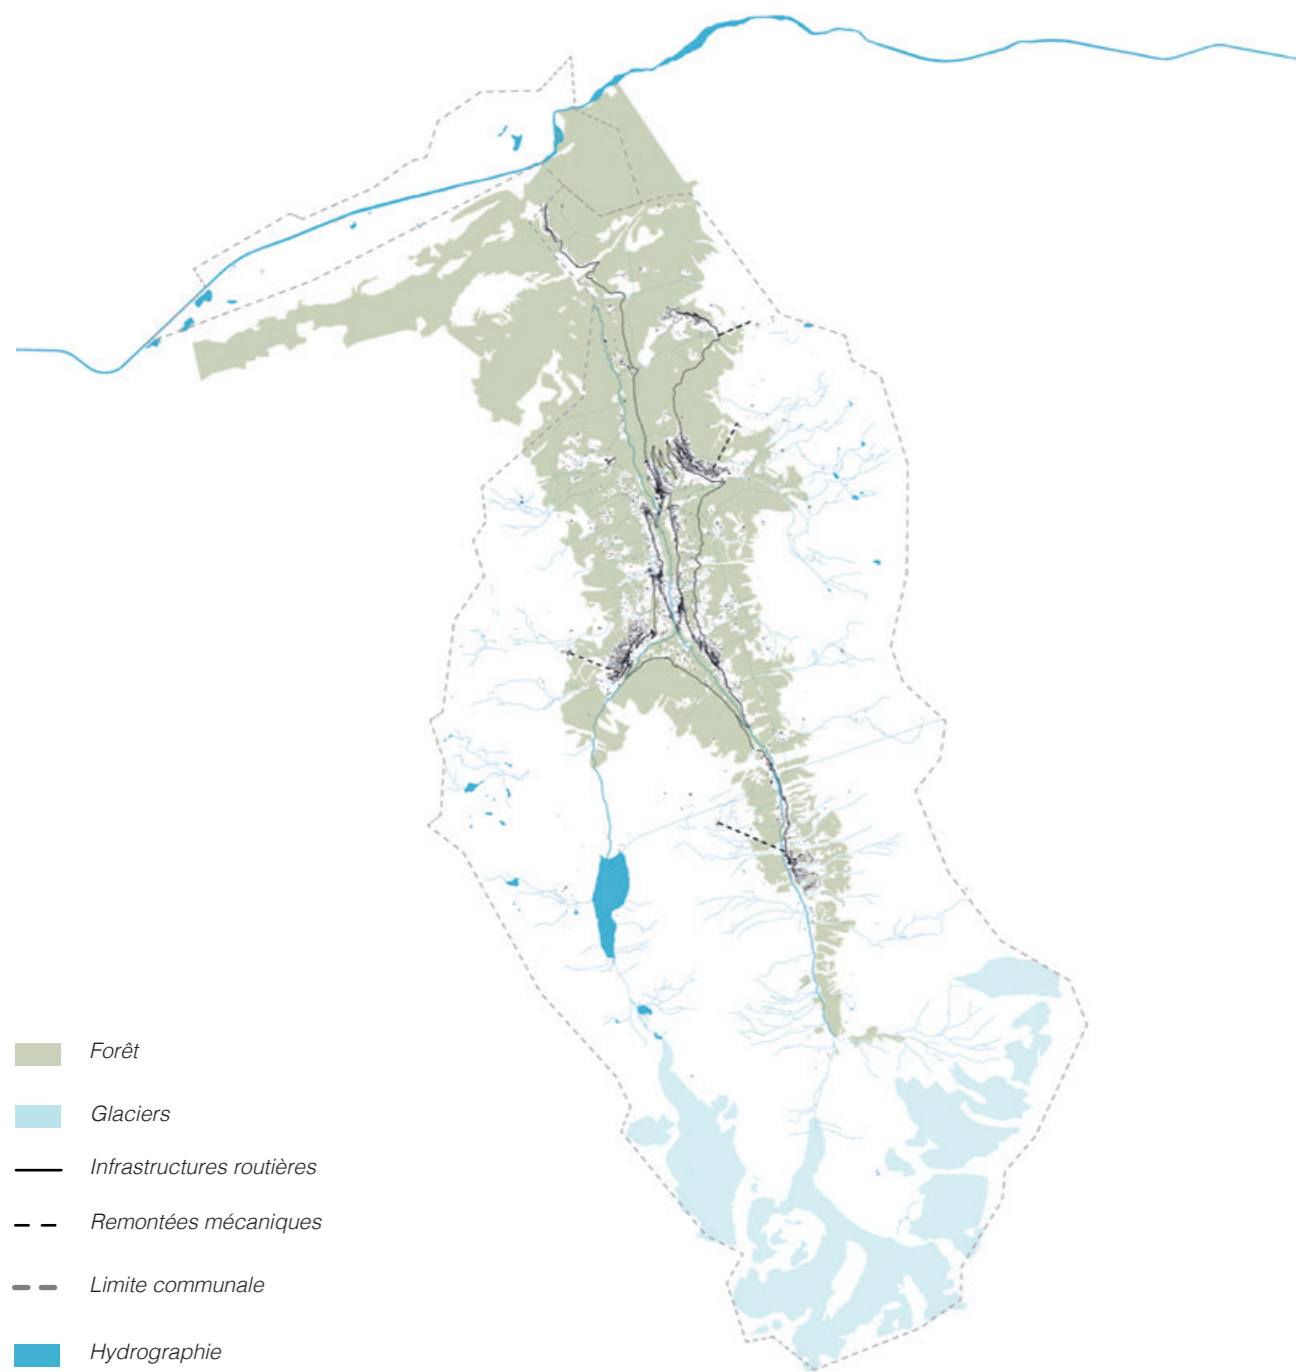 Forêt
Glaciers
Infrastructures routières
Remontées mécaniques
Limite communale
Hydrographie